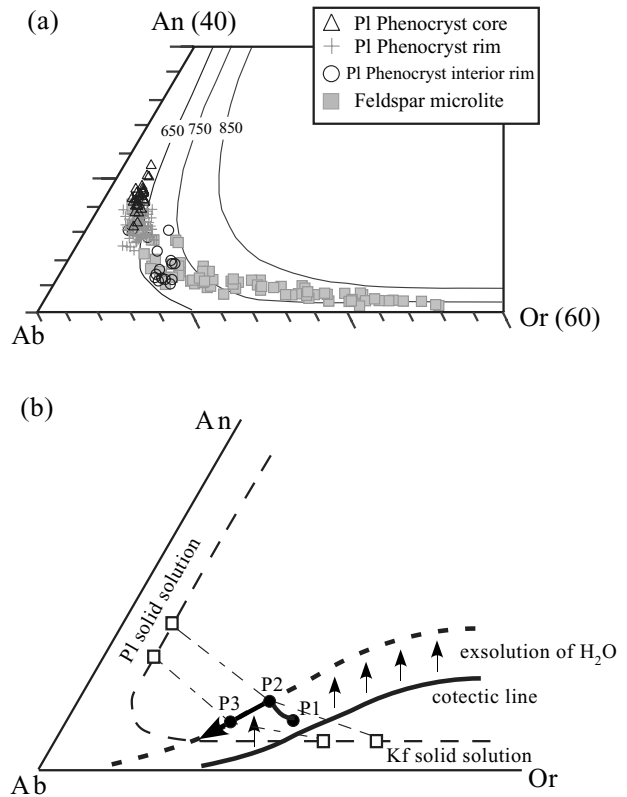 (a)
An (40)
Pl Phenocryst core
Pl Phenocryst rim
Pl Phenocryst interior rim
Feldspar microlite
650 750 850
Ab
Or (60)
(b)
An
Pl solid solution
exsolution of H₂O
cotectic line
P2
P3
P1
Kf solid solution
Ab
Or